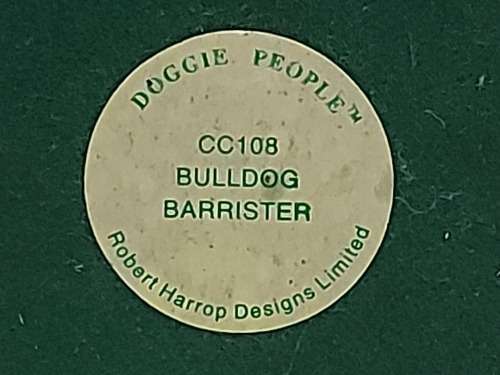 DOGGIE PEOPLE™
CC108
BULLDOG
BARRISTER
Robert Harrop Designs Limited